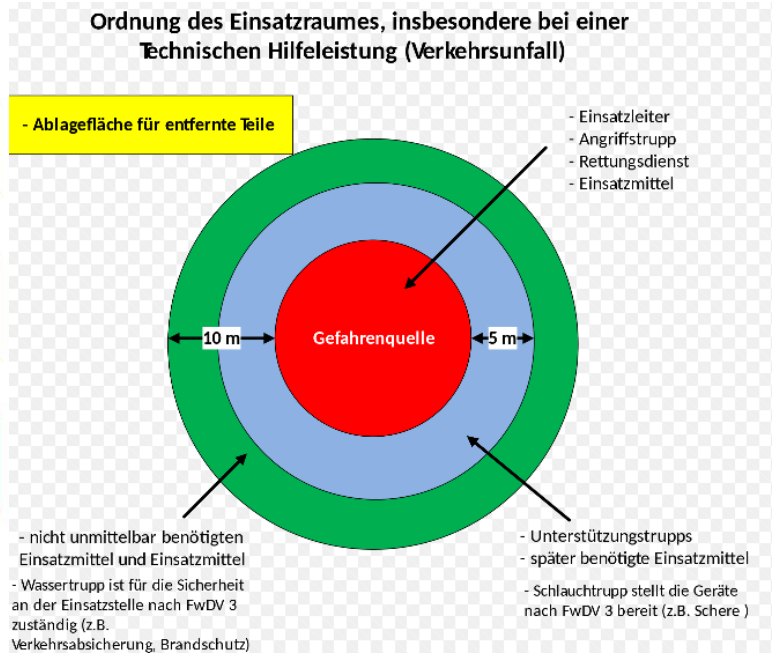 Ordnung des Einsatzraumes, insbesondere bei einer
Technischen Hilfeleistung (Verkehrsunfall)
- Ablagefläche für entfernte Teile
- Einsatzleiter
- Angriffstrupp
- Rettungsdienst
- Einsatzmittel
10 m
Gefahrenquelle
5 m
- nicht unmittelbar benötigten
Einsatzmittel und Einsatzmittel
- Wassertrupp ist für die Sicherheit
an der Einsatzstelle nach FwDV 3
zuständig (z.B.
Verkehrsabsicherung, Brandschutz)
- Unterstützungstrupps
- später benötigte Einsatzmittel
- Schlauchtrupp stellt die Geräte
nach FwDV 3 bereit (z.B. Schere )